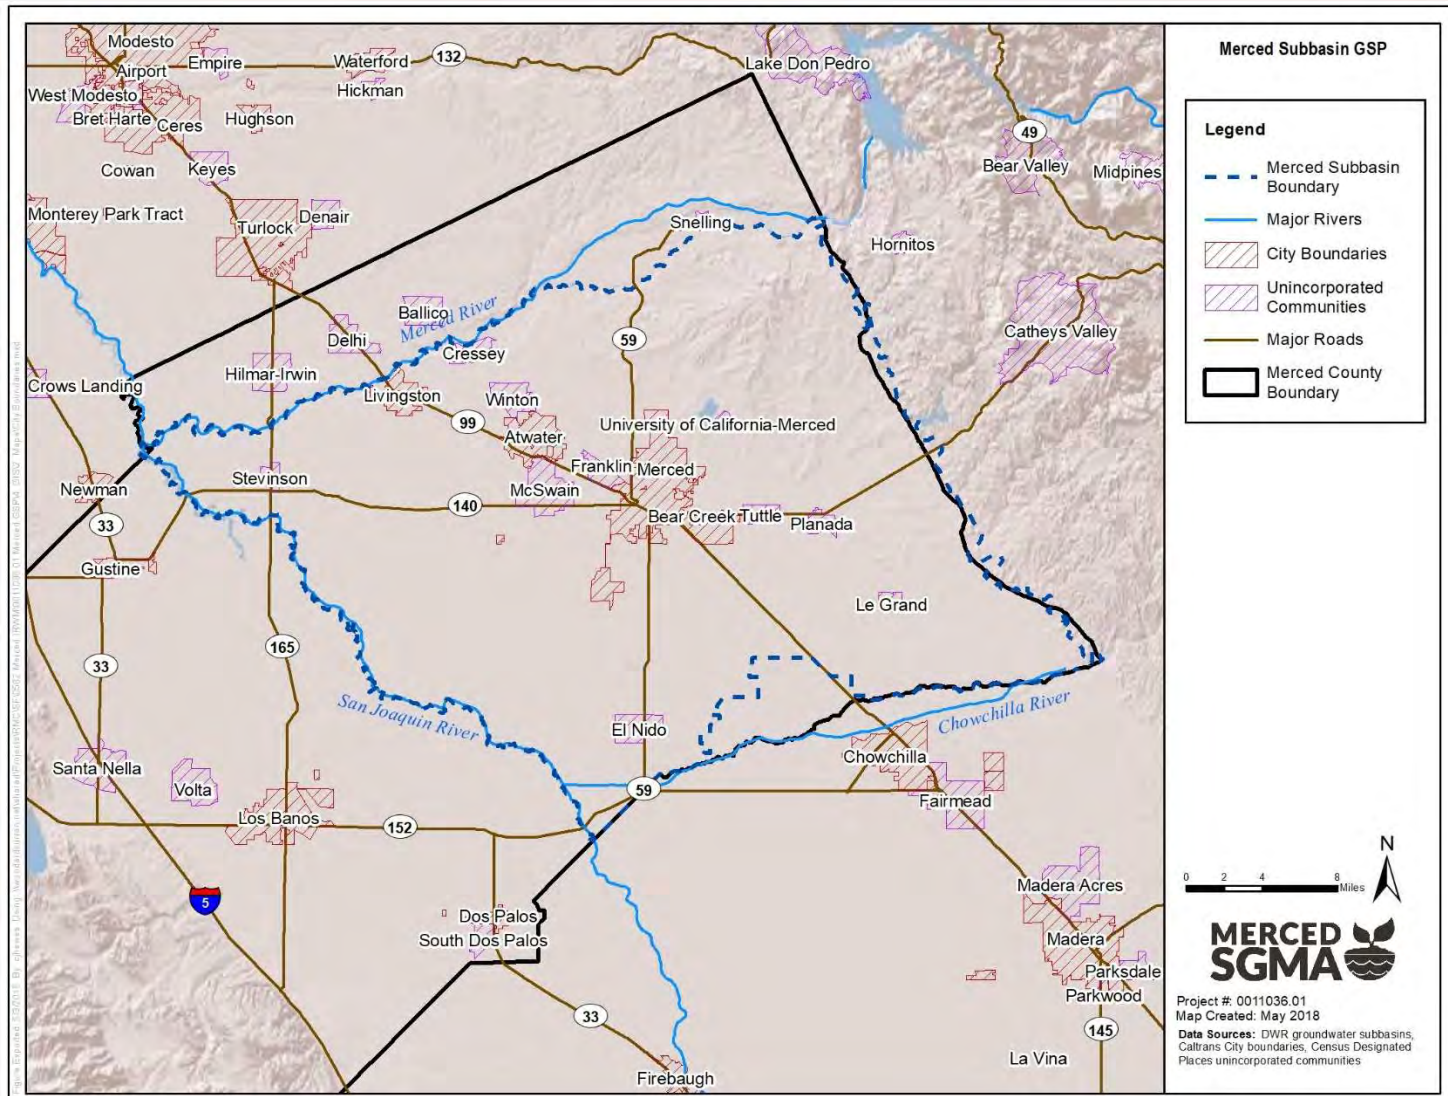 Modesto
Empire
Waterford
132
Lake Don Pedro
Airport
Hickman
West Modesto
Bret Harte
Ceres
Hughson
49
Cowan
Keyes
Bear Valley
Midpines
Monterey Park Tract
Denair
Turlock
Snelling
Hornitos
Ballico
Merced River
Delhi
Cressey
59
Catheys Valley
Crows Landing
Hilmar-Irwin
Livingston
Winton
99
Atwater
University of California-Merced
Franklin
Merced
Newman
Stevinson
McSwain
140
33
Bear Creek
Tuttle
Planada
Gustine
Le Grand
165
33
San Joaquin River
El Nido
Chowchilla River
Chowchilla
Santa Nella
Volta
59
Fairmead
Los Banos
152
Madera Acres
5
Dos Palos
South Dos Palos
Madera
Parksdale
Parkwood
33
145
La Vina
Firebaugh
Merced Subbasin GSP
Legend
Merced Subbasin
Boundary
Major Rivers
City Boundaries
Unincorporated
Communities
Major Roads
Merced County
Boundary
N
0 2 4 8
Miles
MERCED
SGMA
Project #: 0011036.01
Map Created: May 2018
Data Sources: DWR groundwater subbasins,
Caltrans City boundaries, Census Designated
Places unincorporated communities